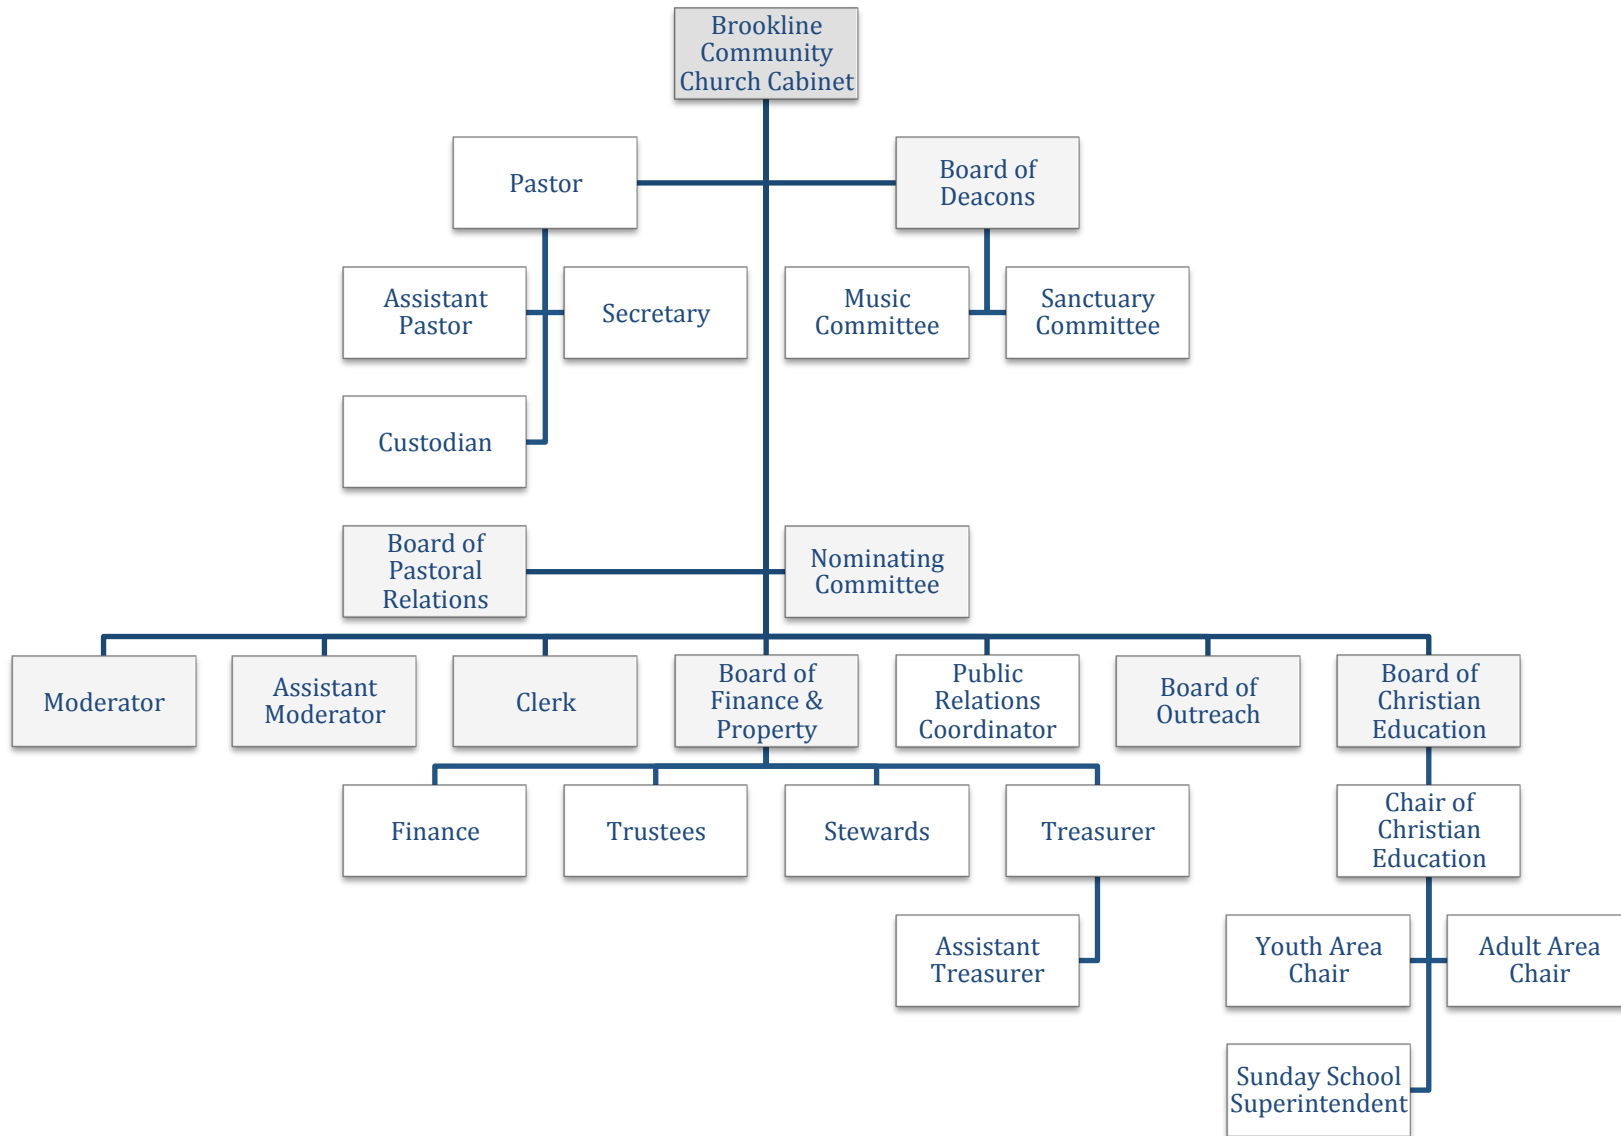 Brookline
Community
Church Cabinet
Pastor
Board of
Deacons
Assistant
Pastor
Secretary
Music
Committee
Sanctuary
Committee
Custodian
Board of
Pastoral
Relations
Nominating
Committee
Moderator
Assistant
Moderator
Clerk
Board of
Finance &
Property
Public
Relations
Coordinator
Board of
Outreach
Board of
Christian
Education
Finance
Trustees
Stewards
Treasurer
Chair of
Christian
Education
Assistant
Treasurer
Youth Area
Chair
Adult Area
Chair
Sunday School
Superintendent